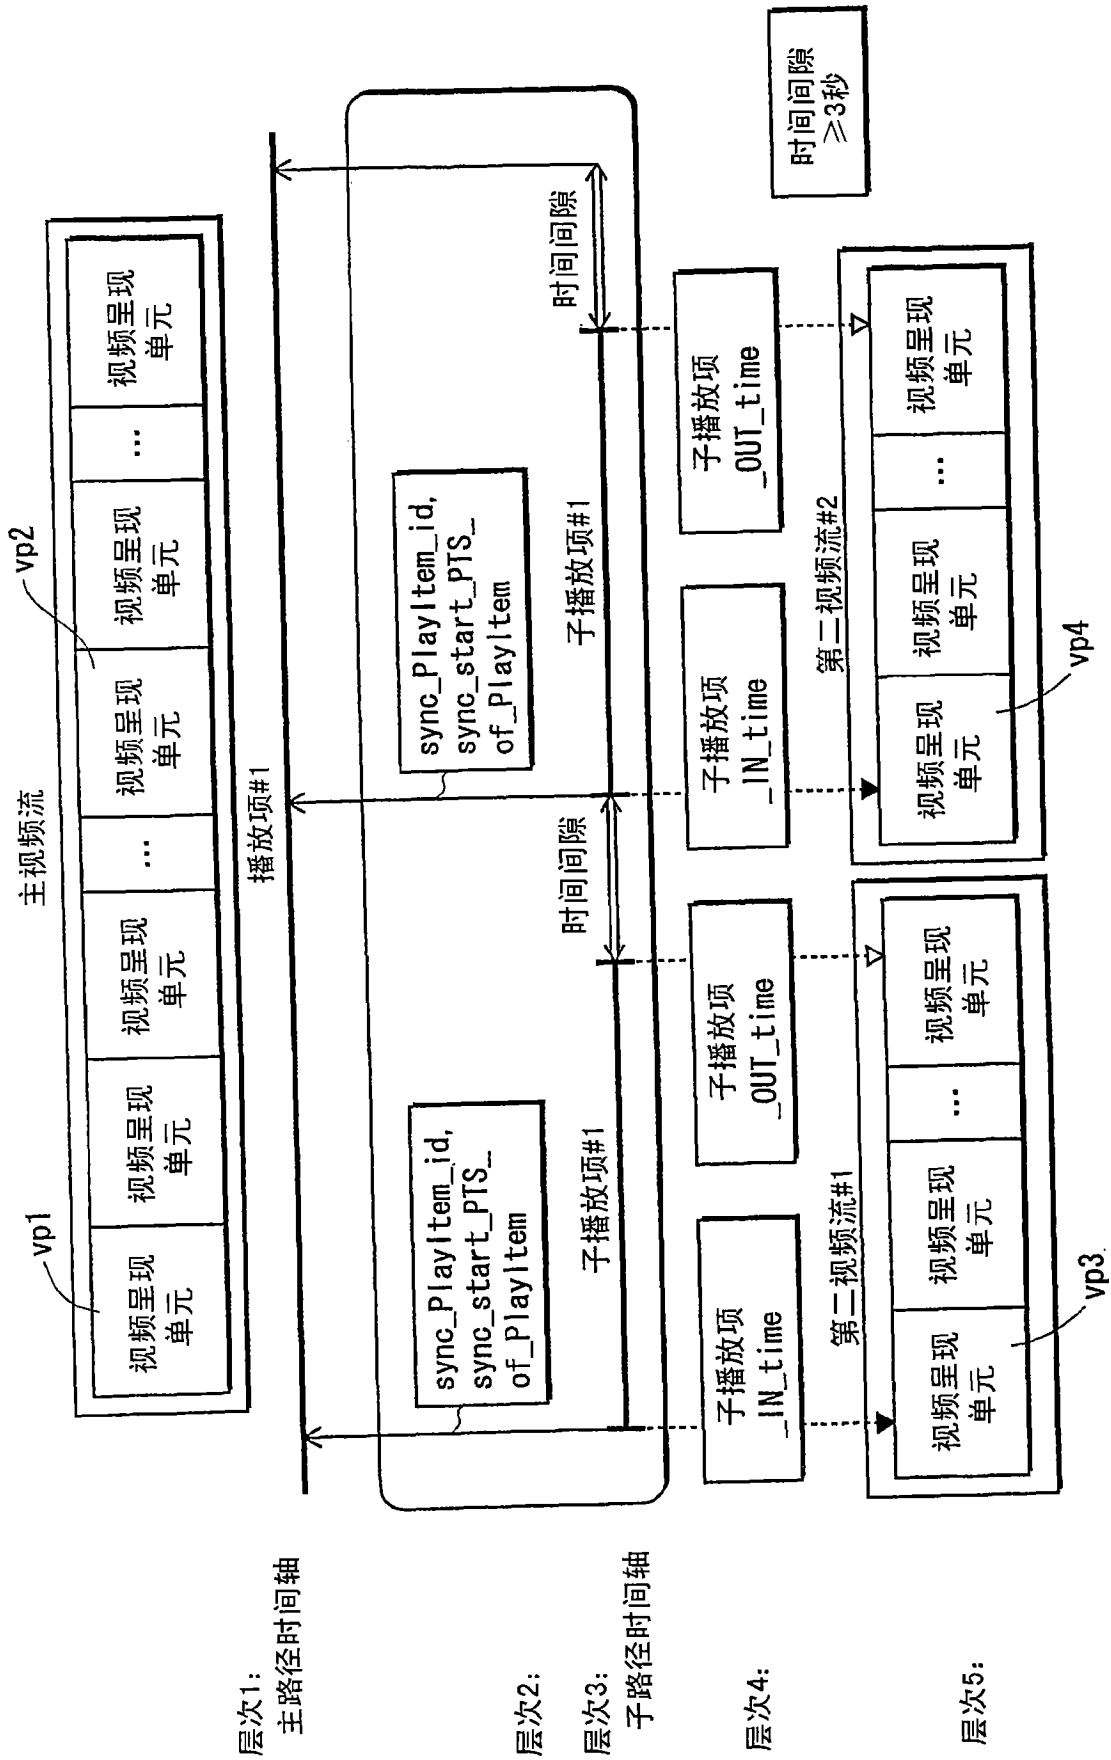 主视频流
vp1
vp2
视频呈现
单元
视频呈现
单元
视频呈现
单元
...
视频呈现
单元
视频呈现
单元
...
视频呈现
单元
层次1:
主路径时间轴
播放项#1
层次2:
sync_PlayItem_id,
sync_start_PTS_
of_PlayItem
sync_PlayItem_id,
sync_start_PTS_
of_PlayItem
层次3:
子路径时间轴
子播放项#1
时间间隙
子播放项#1
时间间隙
层次4:
子播放项
_IN_time
子播放项
_OUT_time
子播放项
_IN_time
子播放项
_OUT_time
时间间隙
≥3秒
层次5:
第二视频流#1
视频呈现
单元
视频呈现
单元
...
视频呈现
单元
vp3
第二视频流#2
视频呈现
单元
视频呈现
单元
...
视频呈现
单元
vp4